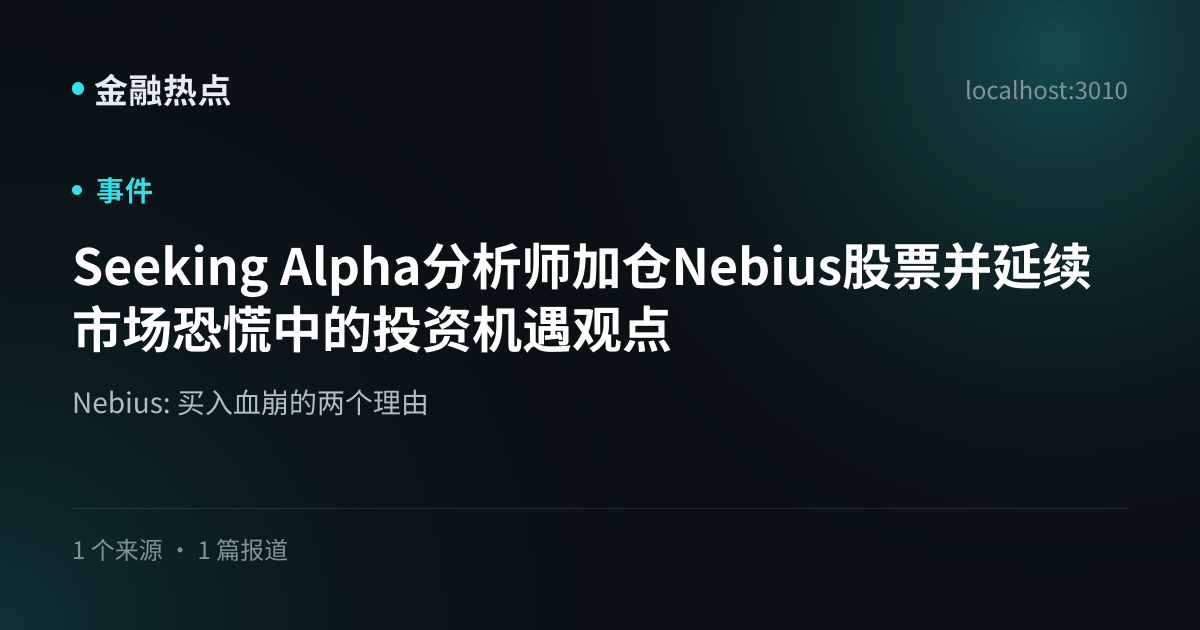 金融热点
localhost:3010
事件
Seeking Alpha分析师加仓Nebius股票并延续
市场恐慌中的投资机遇观点
Nebius: 买入血崩的两个理由
1 个来源 • 1 篇报道